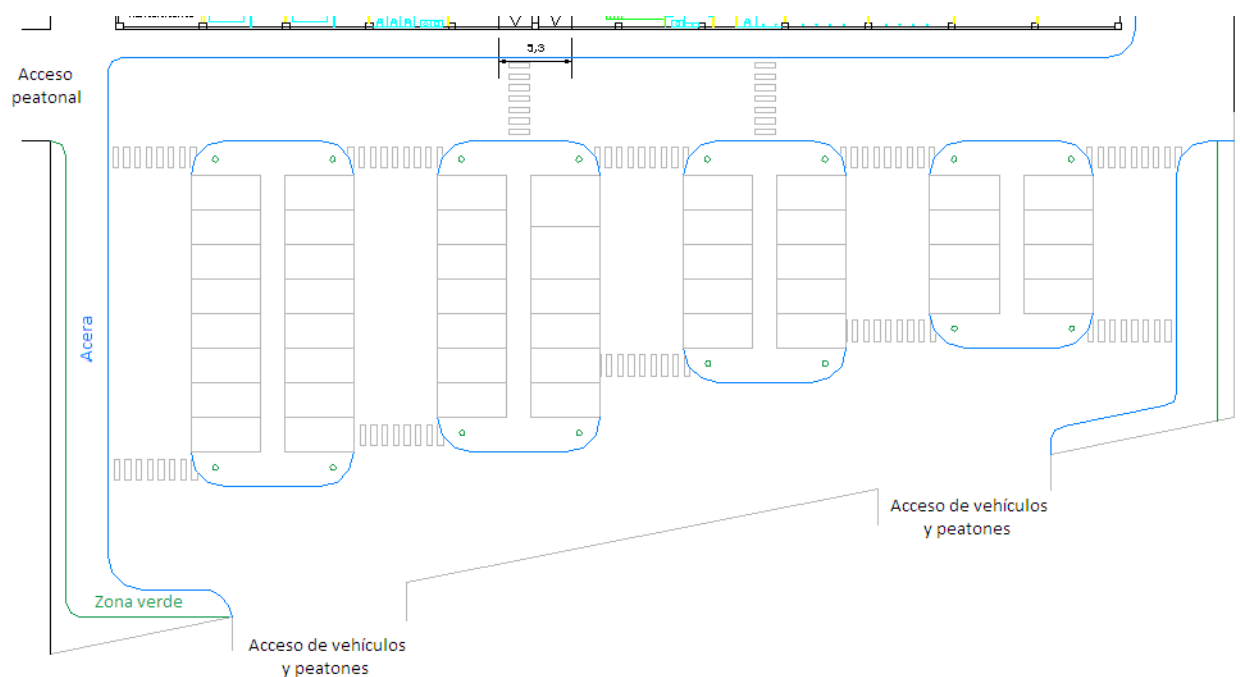 5,3
Acceso
peatonal
Acera
Acceso de vehículos
y peatones
Zona verde
Acceso de vehículos
y peatones